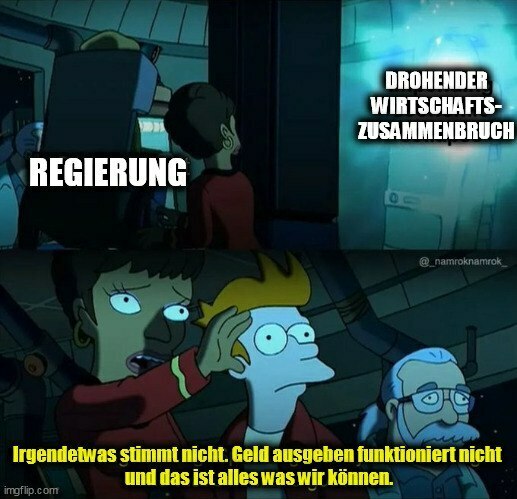 DROHENDER
WIRTSCHAFTS-
ZUSAMMENBRUCH
REGIERUNG
@_namroknamrok_
Irgendetwas stimmt nicht. Geld ausgeben funktioniert nicht
und das ist alles was wir können.
imgflip.com